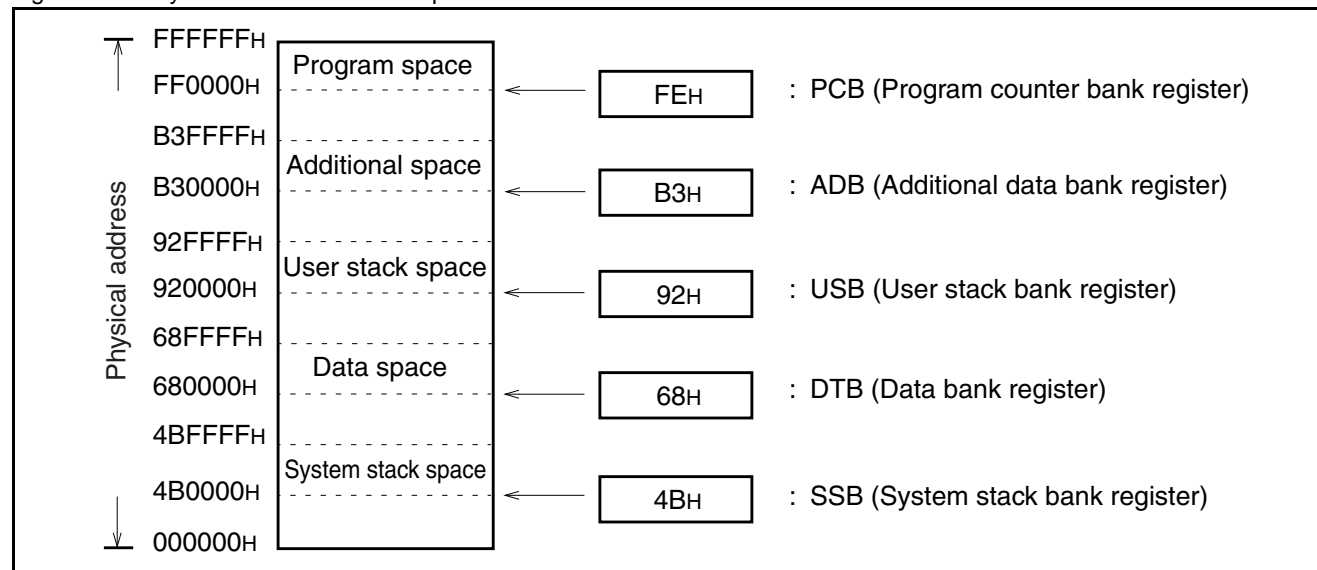 FFFFFFH
Program space
FF0000H
FEH
: PCB (Program counter bank register)
B3FFFFH
Additional space
B30000H
B3H
: ADB (Additional data bank register)
Physical address
92FFFFH
User stack space
920000H
92H
: USB (User stack bank register)
68FFFFH
Data space
680000H
68H
: DTB (Data bank register)
4BFFFFH
System stack space
4B0000H
4BH
: SSB (System stack bank register)
000000H